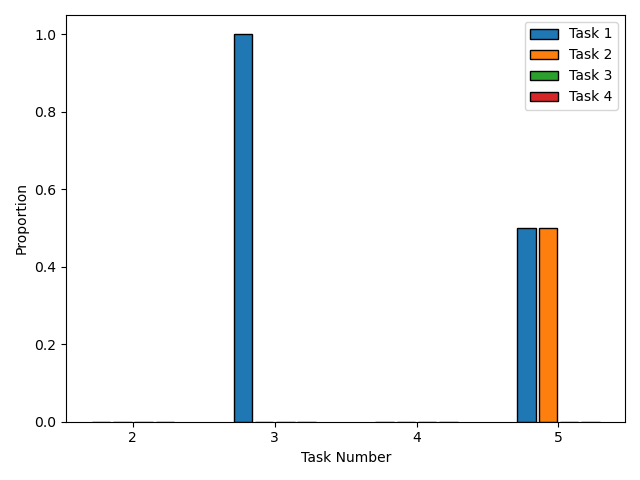 Task 1
Task 2
Task 3
Task 4
1.0
0.8
0.6
0.4
0.2
0.0
Proportion
2 3 4 5
Task Number